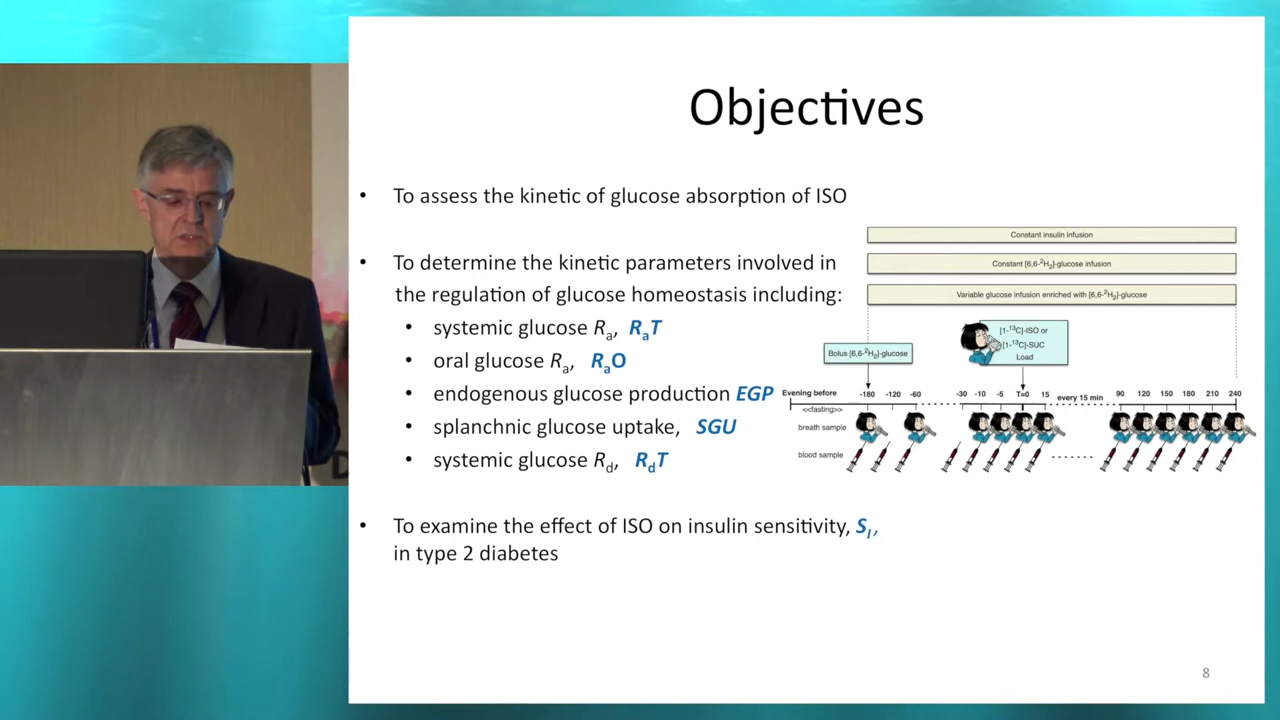 Objectives
• To assess the kinetic of glucose absorption of ISO
• To determine the kinetic parameters involved in
the regulation of glucose homeostasis including:
• systemic glucose Ra, RaT
• oral glucose Ra, RaO
• endogenous glucose production EGP
• splanchnic glucose uptake, SGU
• systemic glucose Rd, RdT
• To examine the effect of ISO on insulin sensitivity, SI,
in type 2 diabetes
Constant insulin infusion
Constant [6,6-²H₂]-glucose infusion
Variable glucose infusion enriched with [6,6-²H₂]-glucose
[1-¹³C]-ISO or
[1-¹³C]-SUC
Load
Bolus [6,6-²H₂]-glucose
Evening before -180 -120 -60 -30 -10 -5 T=0 15 every 15 min 90 120 150 180 210 240
<<fasting>>
breath sample
blood sample
8
D